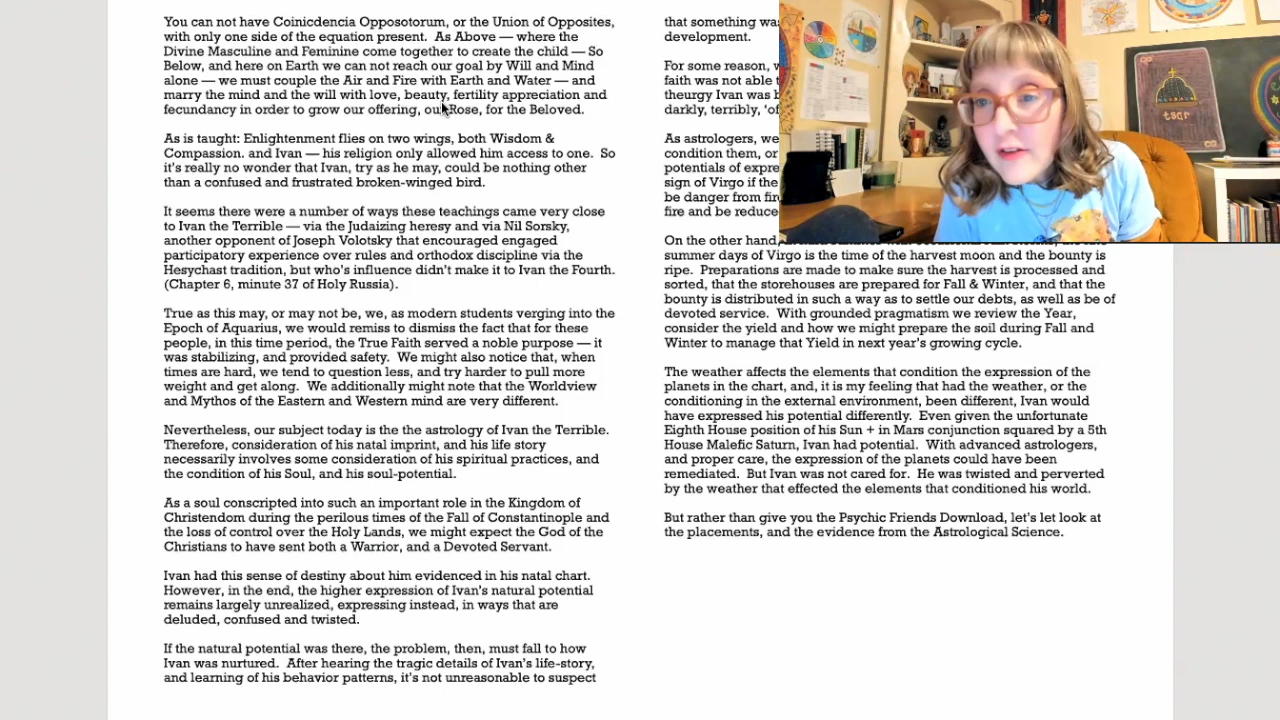 You can not have Coinicdencia Opposotorum, or the Union of Opposites,
with only one side of the equation present.  As Above — where the
Divine Masculine and Feminine come together to create the child — So
Below, and here on Earth we can not reach our goal by Will and Mind
alone — we must couple the Air and Fire with Earth and Water — and
marry the mind and the will with love, beauty, fertility appreciation and
fecundancy in order to grow our offering, our Rose, for the Beloved.
As is taught: Enlightenment flies on two wings, both Wisdom &
Compassion. and Ivan — his religion only allowed him access to one.  So
it's really no wonder that Ivan, try as he may, could be nothing other
than a confused and frustrated broken-winged bird.
It seems there were a number of ways these teachings came very close
to Ivan the Terrible — via the Judaizing heresy and via Nil Sorsky,
another opponent of Joseph Volotsky that encouraged engaged
participatory experience over rules and orthodox discipline via the
Hesychast tradition, but who's influence didn't make it to Ivan the Fourth.
(Chapter 6, minute 37 of Holy Russia).
True as this may, or may not be, we, as modern students verging into the
Epoch of Aquarius, we would remiss to dismiss the fact that for these
people, in this time period, the True Faith served a noble purpose — it
was stabilizing, and provided safety.  We might also notice that, when
times are hard, we tend to question less, and try harder to pull more
weight and get along.  We additionally might note that the Worldview
and Mythos of the Eastern and Western mind are very different.
Nevertheless, our subject today is the the astrology of Ivan the Terrible.
Therefore, consideration of his natal imprint, and his life story
necessarily involves some consideration of his spiritual practices, and
the condition of his Soul, and his soul-potential.
As a soul conscripted into such an important role in the Kingdom of
Christendom during the perilous times of the Fall of Constantinople and
the loss of control over the Holy Lands, we might expect the God of the
Christians to have sent both a Warrior, and a Devoted Servant.
Ivan had this sense of destiny about him evidenced in his natal chart.
However, in the end, the higher expression of Ivan's natural potential
remains largely unrealized, expressing instead, in ways that are
deluded, confused and twisted.
If the natural potential was there, the problem, then, must fall to how
Ivan was nurtured.  After hearing the tragic details of Ivan's life-story,
and learning of his behavior patterns, it's not unreasonable to suspect
that something was
development.
For some reason, w
faith was not able t
theurgy Ivan was b
darkly, terribly, 'of
As astrologers, we
condition them, or
potentials of expre
sign of Virgo if the
be danger from fire
fire and be reduce
On the other hand,
summer days of Virgo is the time of the harvest moon and the bounty is
ripe.  Preparations are made to make sure the harvest is processed and
sorted, that the storehouses are prepared for Fall & Winter, and that the
bounty is distributed in such a way as to settle our debts, as well as be of
devoted service.  With grounded pragmatism we review the Year,
consider the yield and how we might prepare the soil during Fall and
Winter to manage that Yield in next year's growing cycle.
The weather affects the elements that condition the expression of the
planets in the chart, and, it is my feeling that had the weather, or the
conditioning in the external environment, been different, Ivan would
have expressed his potential differently.  Even given the unfortunate
Eighth House position of his Sun + in Mars conjunction squared by a 5th
House Malefic Saturn, Ivan had potential.  With advanced astrologers,
and proper care, the expression of the planets could have been
remediated.  But Ivan was not cared for.  He was twisted and perverted
by the weather that effected the elements that conditioned his world.
But rather than give you the Psychic Friends Download, let's let look at
the placements, and the evidence from the Astrological Science.